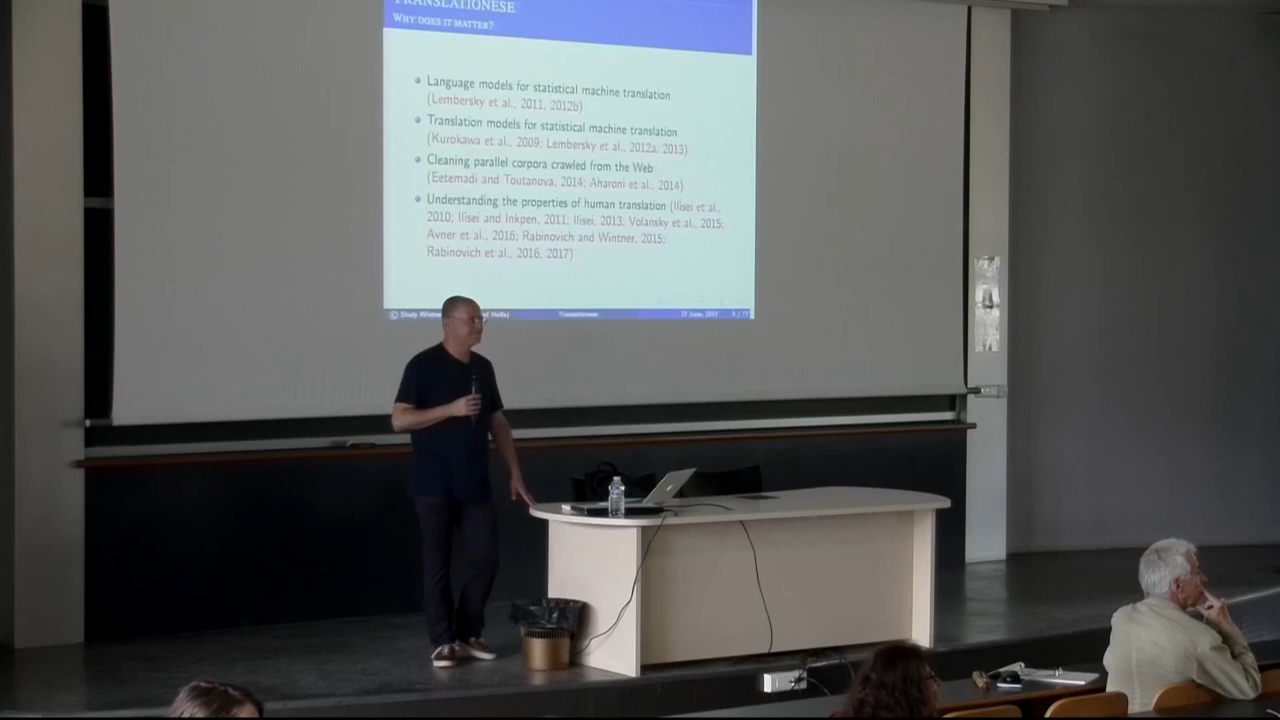 TRANSLATIONESE
WHY DOES IT MATTER?
Language models for statistical machine translation
(Lembersky et al., 2011, 2012b)
Translation models for statistical machine translation
(Kurokawa et al., 2009; Lembersky et al., 2012a, 2013)
Cleaning parallel corpora crawled from the Web
(Eetemadi and Toutanova, 2014; Aharoni et al., 2014)
Understanding the properties of human translation (Ilisei et al.,
2010; Ilisei and Inkpen, 2011; Ilisei, 2013; Volansky et al., 2015;
Avner et al., 2016; Rabinovich and Wintner, 2015;
Rabinovich et al., 2016, 2017)
© Shuly Wintner of Haifa) Translationese 27 June, 2017